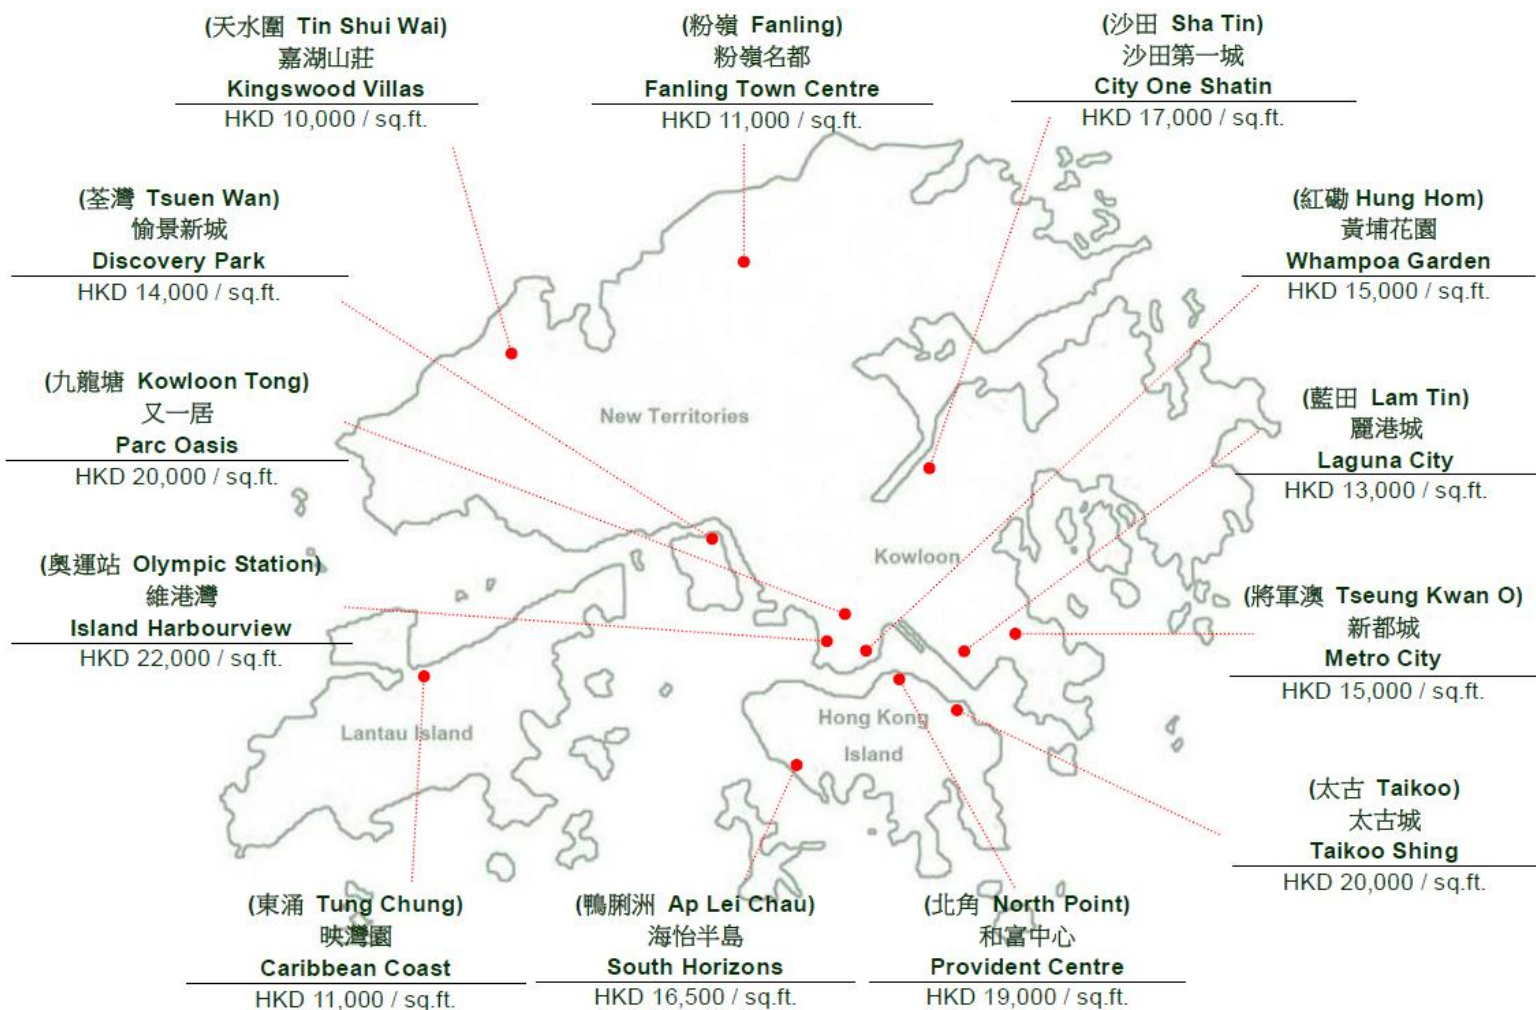 (天水圍 Tin Shui Wai)
嘉湖山莊
Kingswood Villas
HKD 10,000 / sq.ft.
(粉嶺 Fanling)
粉嶺名都
Fanling Town Centre
HKD 11,000 / sq.ft.
(沙田 Sha Tin)
沙田第一城
City One Shatin
HKD 17,000 / sq.ft.
(荃灣 Tsuen Wan)
愉景新城
Discovery Park
HKD 14,000 / sq.ft.
(紅磡 Hung Hom)
黃埔花園
Whampoa Garden
HKD 15,000 / sq.ft.
(九龍塘 Kowloon Tong)
又一居
Parc Oasis
HKD 20,000 / sq.ft.
New Territories
(藍田 Lam Tin)
麗港城
Laguna City
HKD 13,000 / sq.ft.
(奧運站 Olympic Station)
維港灣
Island Harbourview
HKD 22,000 / sq.ft.
Kowloon
(將軍澳 Tseung Kwan O)
新都城
Metro City
HKD 15,000 / sq.ft.
Lantau Island
Hong Kong
Island
(太古 Taikoo)
太古城
Taikoo Shing
HKD 20,000 / sq.ft.
(東涌 Tung Chung)
映灣園
Caribbean Coast
HKD 11,000 / sq.ft.
(鴨脷洲 Ap Lei Chau)
海怡半島
South Horizons
HKD 16,500 / sq.ft.
(北角 North Point)
和富中心
Provident Centre
HKD 19,000 / sq.ft.